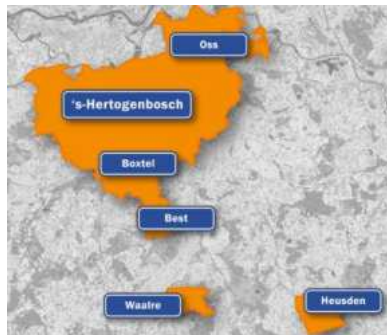 Oss
's-Hertogenbosch
Boxtel
Best
Waalre
Heusden